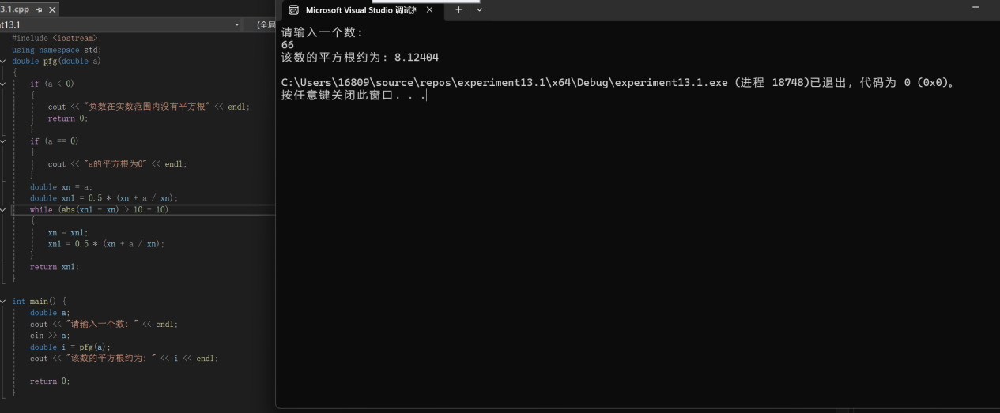 3.1.cpp
nt13.1
(全局
#include <iostream>
using namespace std;
double pfg(double a)
{
if (a < 0)
{
cout << "负数在实数范围内没有平方根" << endl;
return 0;
}
if (a == 0)
{
cout << "a的平方根为0" << endl;
}
double xn = a;
double xn1 = 0.5 * (xn + a / xn);
while (abs(xn1 - xn) > 10 - 10)
{
xn = xn1;
xn1 = 0.5 * (xn + a / xn);
}
return xn1;
}
int main() {
double a;
cout << "请输入一个数: " << endl;
cin >> a;
double i = pfg(a);
cout << "该数的平方根约为: " << i << endl;
return 0;
}
Microsoft Visual Studio 调试控
请输入一个数:
66
该数的平方根约为: 8.12404
C:\Users\16809\source\repos\experiment13.1\x64\Debug\experiment13.1.exe (进程 18748)已退出，代码为 0 (0x0)。
按任意键关闭此窗口. . .